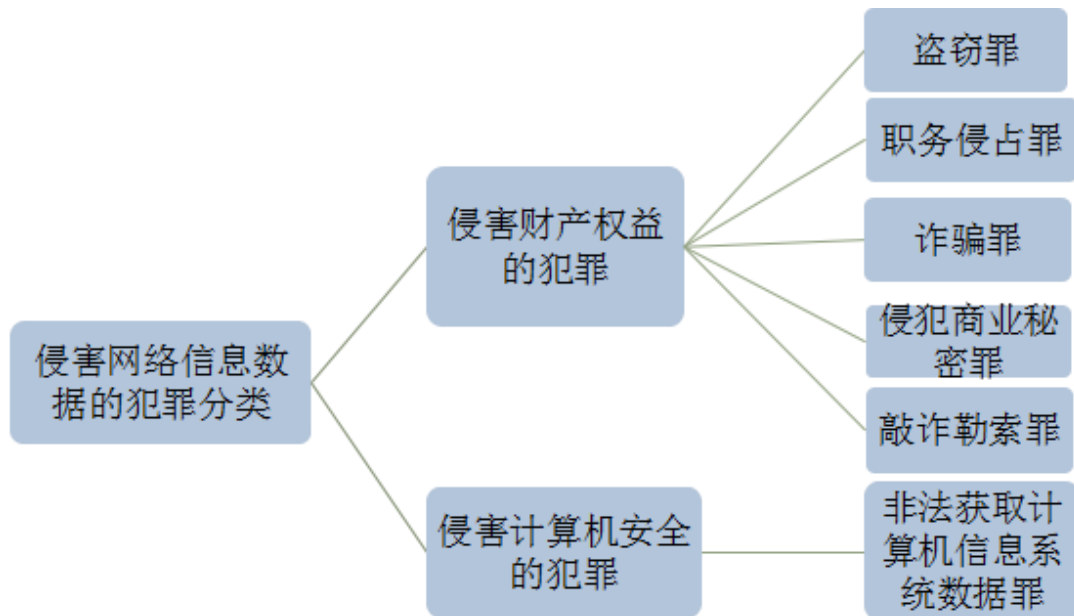 侵害网络信息数
据的犯罪分类
侵害财产权益
的犯罪
盗窃罪
职务侵占罪
诈骗罪
侵犯商业秘
密罪
敲诈勒索罪
侵害计算机安全
的犯罪
非法获取计
算机信息系
统数据罪